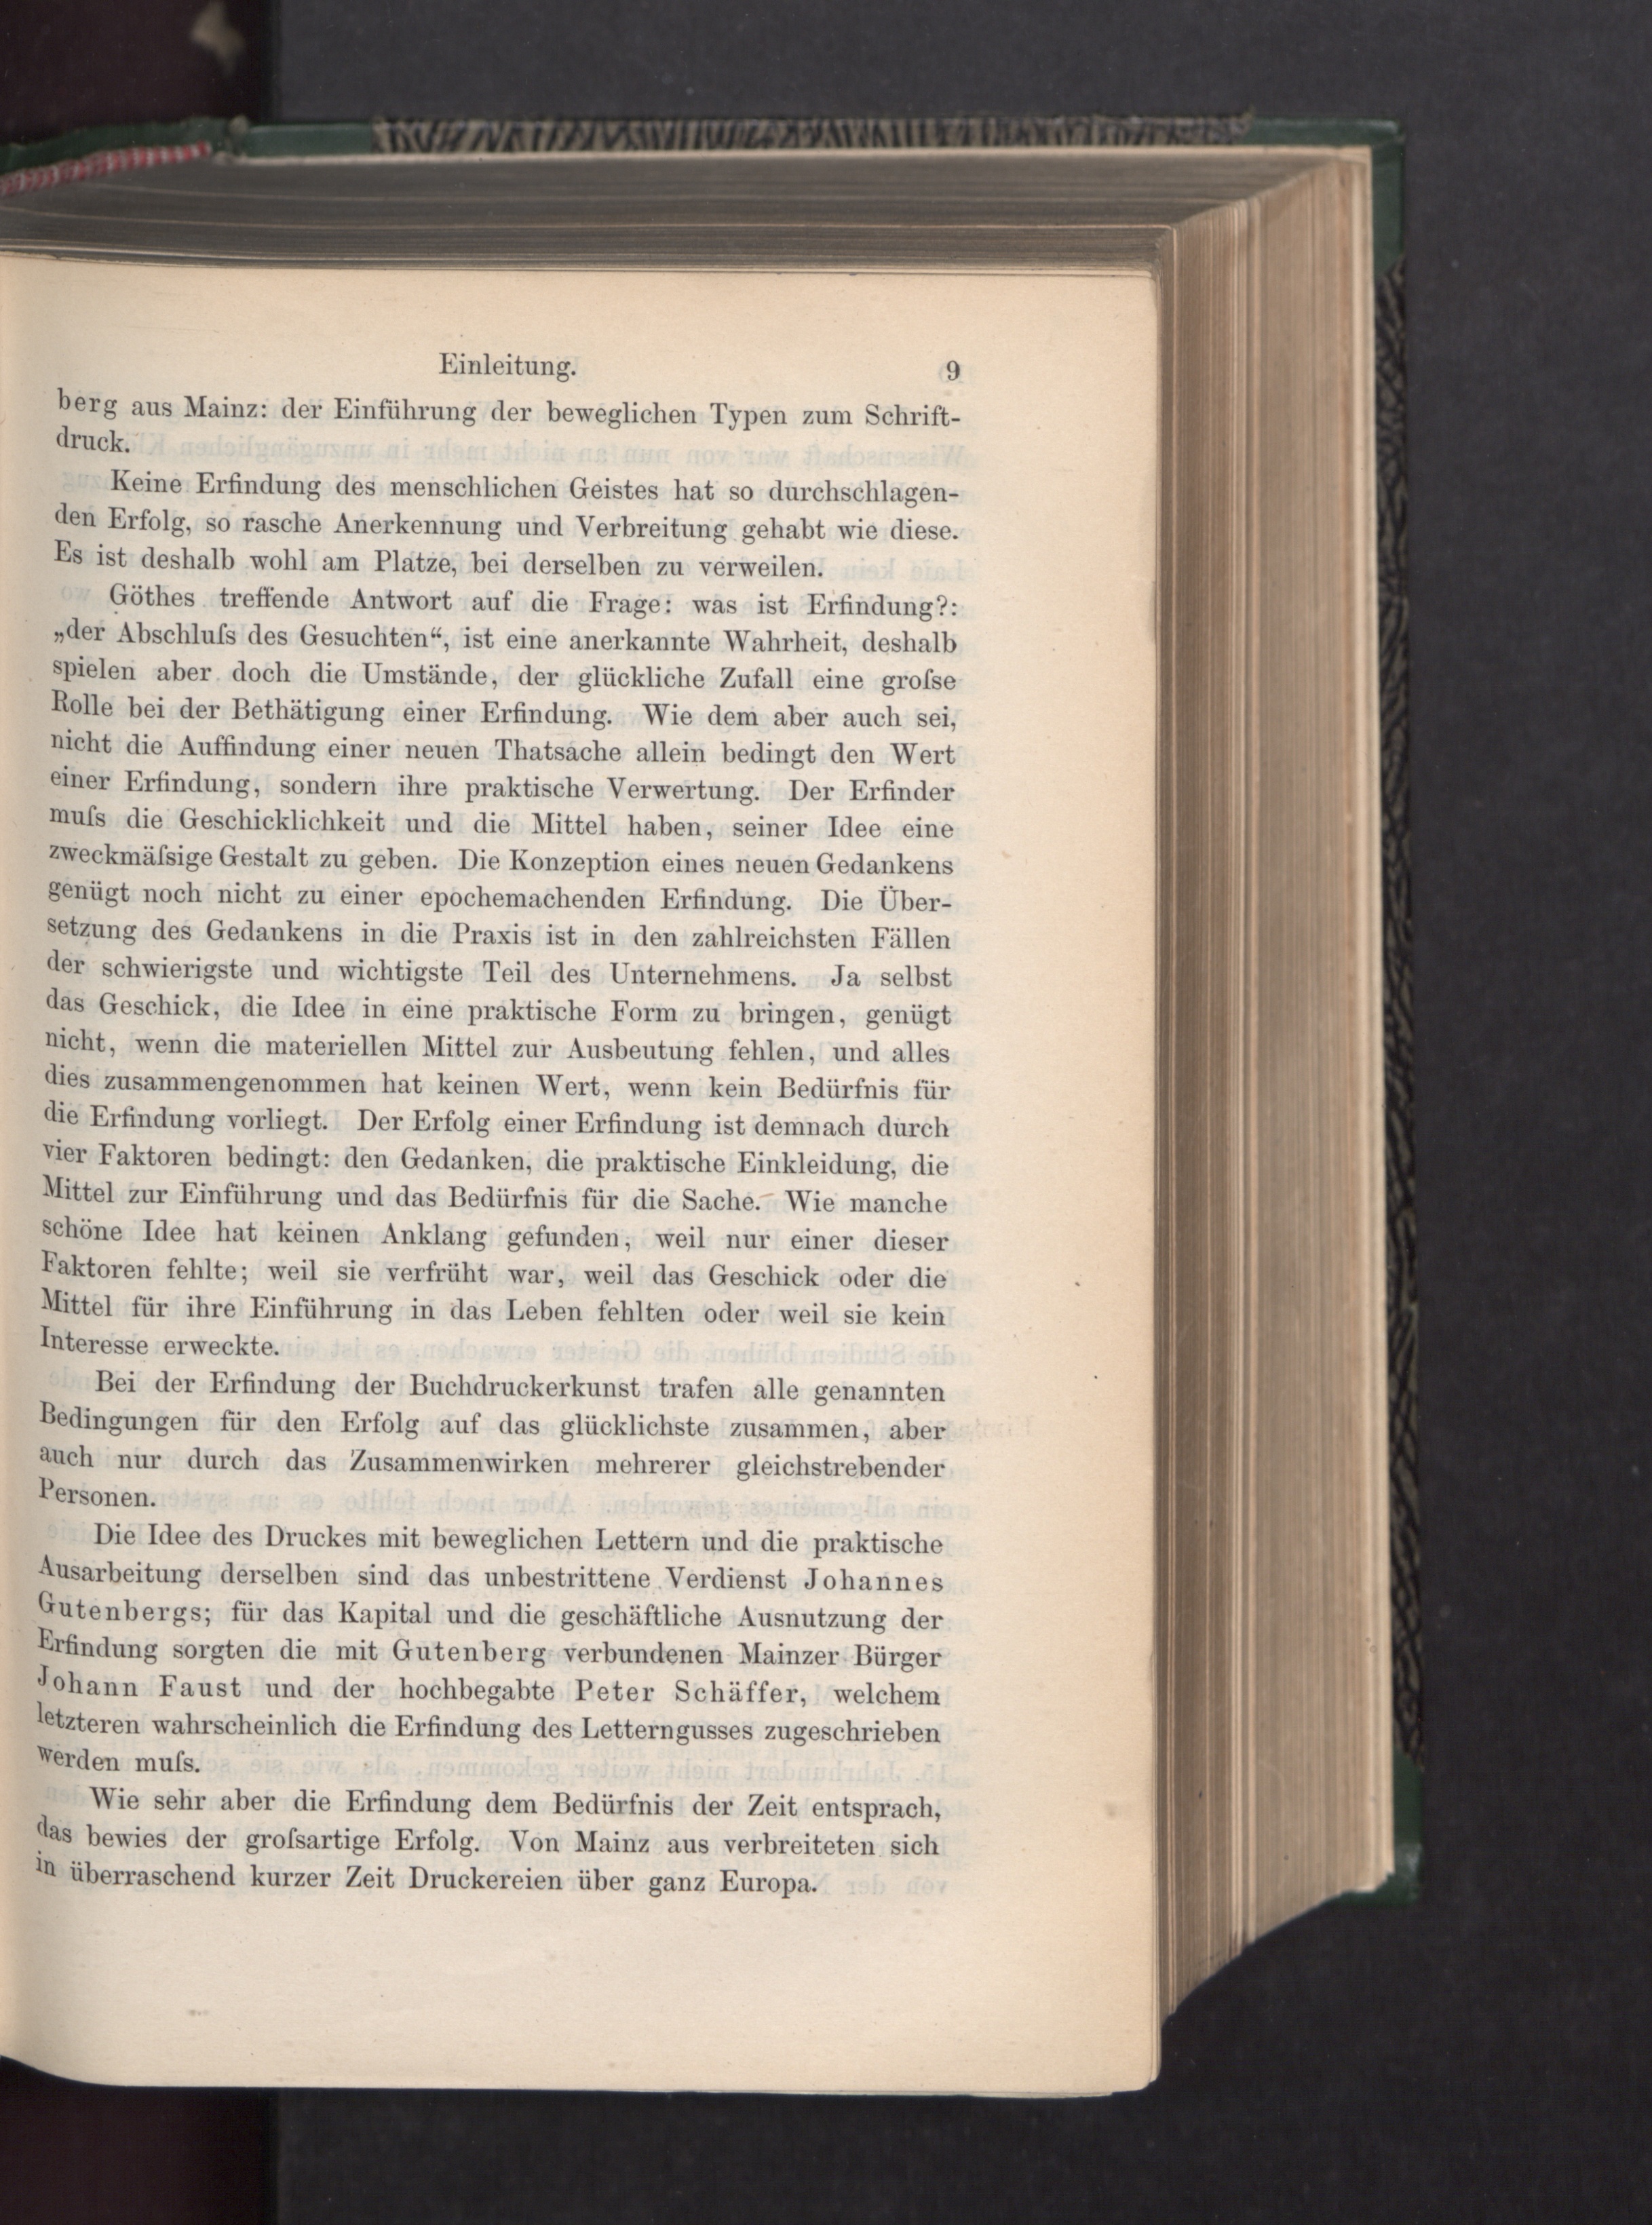 Einleitung. 9
berg aus Mainz: der Einführung der beweglichen Typen zum Schrift-
druck.
Keine Erfindung des menschlichen Geistes hat so durchschlagen-
den Erfolg, so rasche Anerkennung und Verbreitung gehabt wie diese.
Es ist deshalb wohl am Platze, bei derselben zu verweilen.
Göthes treffende Antwort auf die Frage: was ist Erfindung?:
„der Abschluſs des Gesuchten“, ist eine anerkannte Wahrheit, deshalb
spielen aber doch die Umstände, der glückliche Zufall eine groſse
Rolle bei der Bethätigung einer Erfindung. Wie dem aber auch sei,
nicht die Auffindung einer neuen Thatsache allein bedingt den Wert
einer Erfindung, sondern ihre praktische Verwertung. Der Erfinder
muſs die Geschicklichkeit und die Mittel haben, seiner Idee eine
zweckmäſsige Gestalt zu geben. Die Konzeption eines neuen Gedankens
genügt noch nicht zu einer epochemachenden Erfindung. Die Über-
setzung des Gedankens in die Praxis ist in den zahlreichsten Fällen
der schwierigste und wichtigste Teil des Unternehmens. Ja selbst
das Geschick, die Idee in eine praktische Form zu bringen, genügt
nicht, wenn die materiellen Mittel zur Ausbeutung fehlen, und alles
dies zusammengenommen hat keinen Wert, wenn kein Bedürfnis für
die Erfindung vorliegt. Der Erfolg einer Erfindung ist demnach durch
vier Faktoren bedingt: den Gedanken, die praktische Einkleidung, die
Mittel zur Einführung und das Bedürfnis für die Sache. Wie manche
schöne Idee hat keinen Anklang gefunden, weil nur einer dieser
Faktoren fehlte; weil sie verfrüht war, weil das Geschick oder die
Mittel für ihre Einführung in das Leben fehlten oder weil sie kein
Interesse erweckte.
Bei der Erfindung der Buchdruckerkunst trafen alle genannten
Bedingungen für den Erfolg auf das glücklichste zusammen, aber
auch nur durch das Zusammenwirken mehrerer gleichstrebender
Personen.
Die Idee des Druckes mit beweglichen Lettern und die praktische
Ausarbeitung derselben sind das unbestrittene Verdienst Johannes
Gutenbergs; für das Kapital und die geschäftliche Ausnutzung der
Erfindung sorgten die mit Gutenberg verbundenen Mainzer Bürger
Johann Faust und der hochbegabte Peter Schäffer, welchem
letzteren wahrscheinlich die Erfindung des Letterngusses zugeschrieben
werden muſs.
Wie sehr aber die Erfindung dem Bedürfnis der Zeit entsprach,
das bewies der groſsartige Erfolg. Von Mainz aus verbreiteten sich
in überraschend kurzer Zeit Druckereien über ganz Europa.